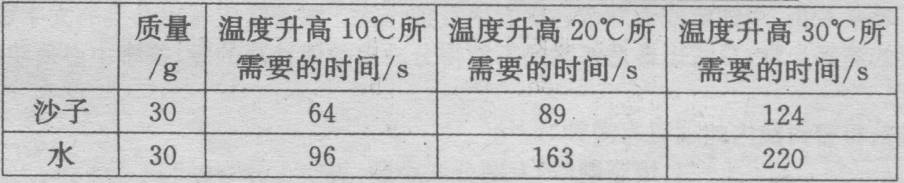 质量/g 温度升高 10℃所需要的时间/s 温度升高 20℃所需要的时间/s 温度升高 30℃所需要的时间/s
沙子 30 64 89 124
水 30 96 163 220